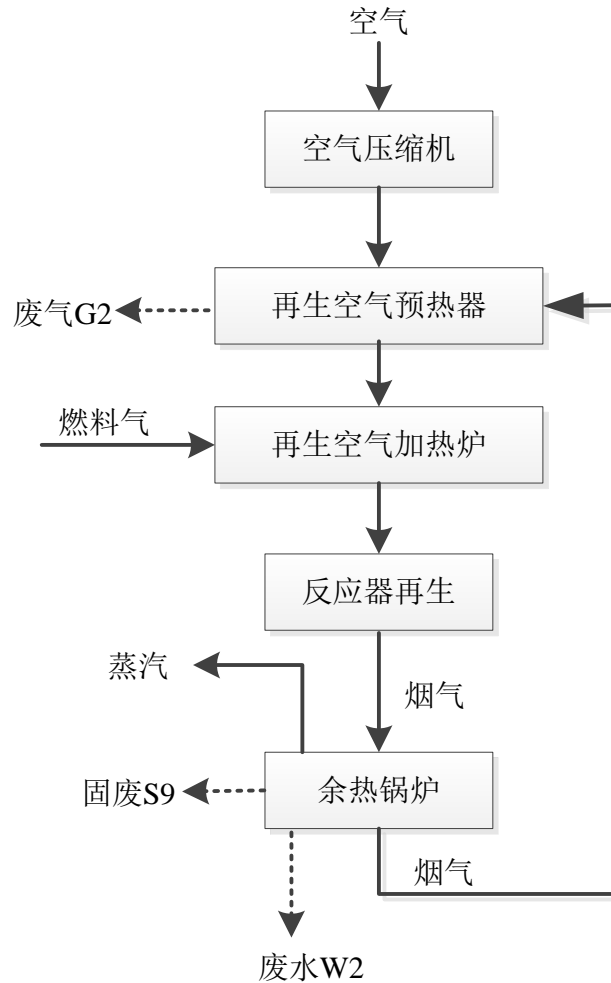 空气
空气压缩机
再生空气预热器
废气G2
燃料气
再生空气加热炉
反应器再生
蒸汽
烟气
固废S9
余热锅炉
烟气
废水W2